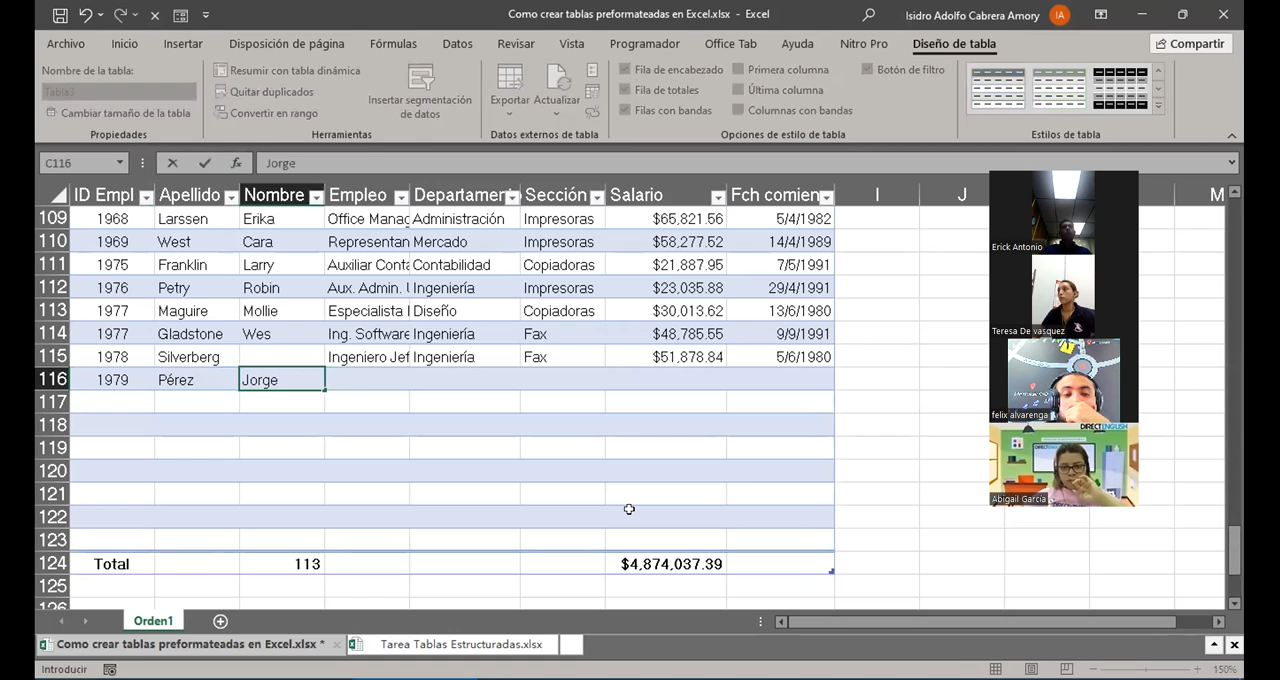 Como crear tablas preformateadas en Excel.xlsx - Excel
Isidro Adolfo Cabrera Amory IA
Archivo Inicio Insertar Disposición de página Fórmulas Datos Revisar Vista Programador Office Tab Ayuda Nitro Pro Diseño de tabla Compartir
Nombre de la tabla:
Tabla3
Cambiar tamaño de la tabla
Propiedades
Resumir con tabla dinámica
Quitar duplicados
Convertir en rango
Insertar segmentación
de datos
Herramientas
Exportar Actualizar
Datos externos de tabla
Fila de encabezado Primera columna Botón de filtro
Fila de totales Última columna
Filas con bandas Columnas con bandas
Opciones de estilo de tabla
Estilos de tabla
C116 fx Jorge
ID Empl Apellido Nombre Empleo Departament Sección Salario Fch comien I J M
109 1968 Larssen Erika Office Manag Administración Impresoras $65,821.56 5/4/1982
110 1969 West Cara Representan Mercado Impresoras $58,277.52 14/4/1989
111 1975 Franklin Larry Auxiliar Conta Contabilidad Copiadoras $21,887.95 7/5/1991
112 1976 Petry Robin Aux. Admin. U Ingeniería Impresoras $23,035.88 29/4/1991
113 1977 Maguire Mollie Especialista I Diseño Copiadoras $30,013.62 13/6/1980
114 1977 Gladstone Wes Ing. Software Ingeniería Fax $48,785.55 9/9/1991
115 1978 Silverberg Ingeniero Jef Ingeniería Fax $51,878.84 5/6/1980
116 1979 Pérez Jorge
117
118
119
120
121
122
123
124 Total 113 $4,874,037.39
125
126
Erick Antonio
Teresa De vasquez
felix alvarenga
DIRECTENGLISH
Abigail García
Orden1
Como crear tablas preformateadas en Excel.xlsx * Tarea Tablas Estructuradas.xlsx
Introducir 150%